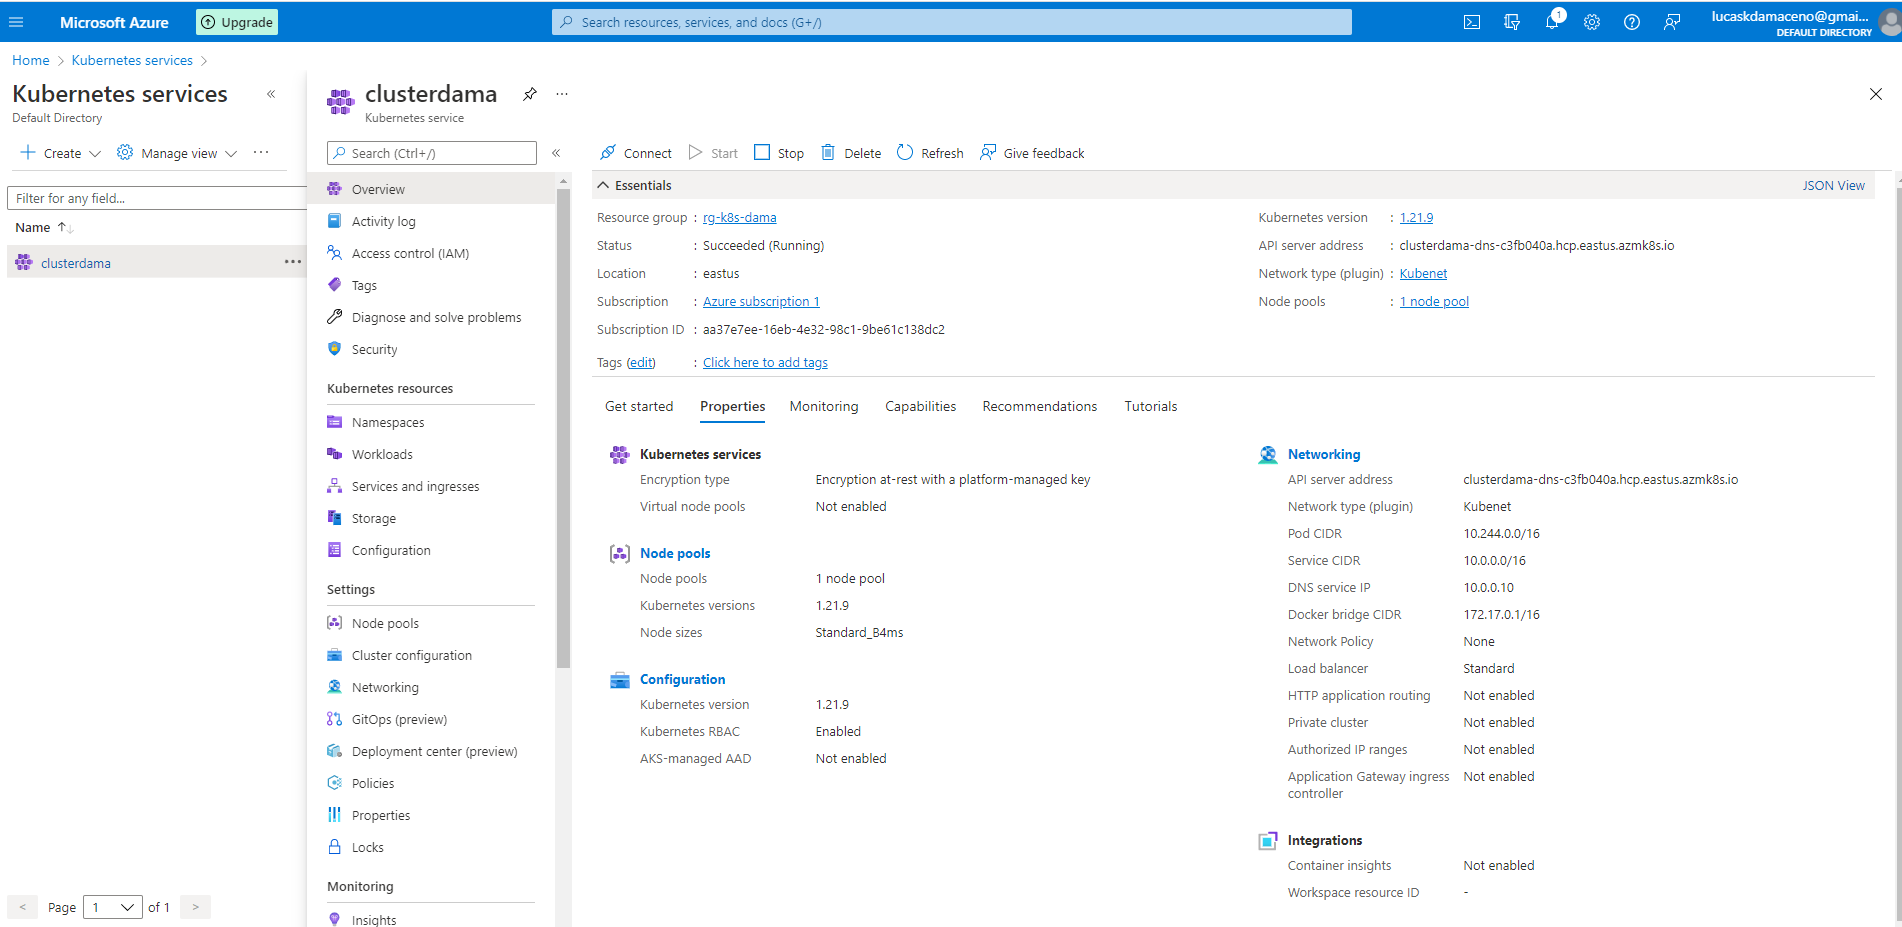 Microsoft Azure
Upgrade
Search resources, services, and docs (G+/)
1
lucaskdamaceno@gmai...
DEFAULT DIRECTORY
Home > Kubernetes services >
Kubernetes services
Default Directory
Create
Manage view
Filter for any field...
Name
clusterdama
< Page 1 of 1 >
clusterdama
Kubernetes service
Search (Ctrl+/)
Overview
Activity log
Access control (IAM)
Tags
Diagnose and solve problems
Security
Kubernetes resources
Namespaces
Workloads
Services and ingresses
Storage
Configuration
Settings
Node pools
Cluster configuration
Networking
GitOps (preview)
Deployment center (preview)
Policies
Properties
Locks
Monitoring
Insights
Connect Start Stop Delete Refresh Give feedback
Essentials
JSON View
Resource group : rg-k8s-dama
Status : Succeeded (Running)
Location : eastus
Subscription : Azure subscription 1
Subscription ID : aa37e7ee-16eb-4e32-98c1-9be61c138dc2
Tags (edit) : Click here to add tags
Kubernetes version : 1.21.9
API server address : clusterdama-dns-c3fb040a.hcp.eastus.azmk8s.io
Network type (plugin) : Kubenet
Node pools : 1 node pool
Get started Properties Monitoring Capabilities Recommendations Tutorials
Kubernetes services
Encryption type Encryption at-rest with a platform-managed key
Virtual node pools Not enabled
Node pools
Node pools 1 node pool
Kubernetes versions 1.21.9
Node sizes Standard_B4ms
Configuration
Kubernetes version 1.21.9
Kubernetes RBAC Enabled
AKS-managed AAD Not enabled
Networking
API server address clusterdama-dns-c3fb040a.hcp.eastus.azmk8s.io
Network type (plugin) Kubenet
Pod CIDR 10.244.0.0/16
Service CIDR 10.0.0.0/16
DNS service IP 10.0.0.10
Docker bridge CIDR 172.17.0.1/16
Network Policy None
Load balancer Standard
HTTP application routing Not enabled
Private cluster Not enabled
Authorized IP ranges Not enabled
Application Gateway ingress Not enabled
controller
Integrations
Container insights Not enabled
Workspace resource ID -